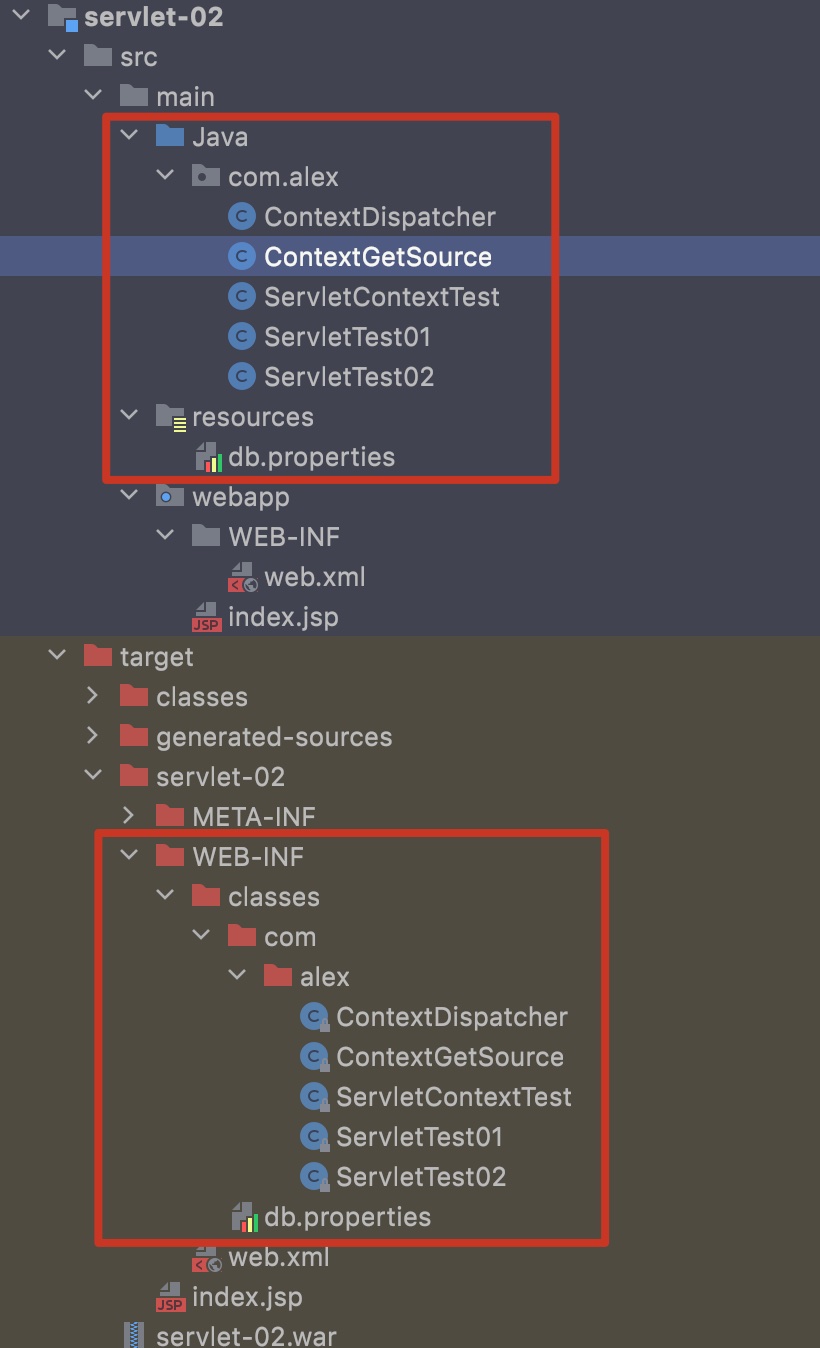 servlet-02
src
main
Java
com.alex
C ContextDispatcher
C ContextGetSource
C ServletContextTest
C ServletTest01
C ServletTest02
resources
db.properties
webapp
WEB-INF
web.xml
JSP index.jsp
target
classes
generated-sources
servlet-02
META-INF
WEB-INF
classes
com
alex
C ContextDispatcher
C ContextGetSource
C ServletContextTest
C ServletTest01
C ServletTest02
db.properties
web.xml
JSP index.jsp
servlet-02.war